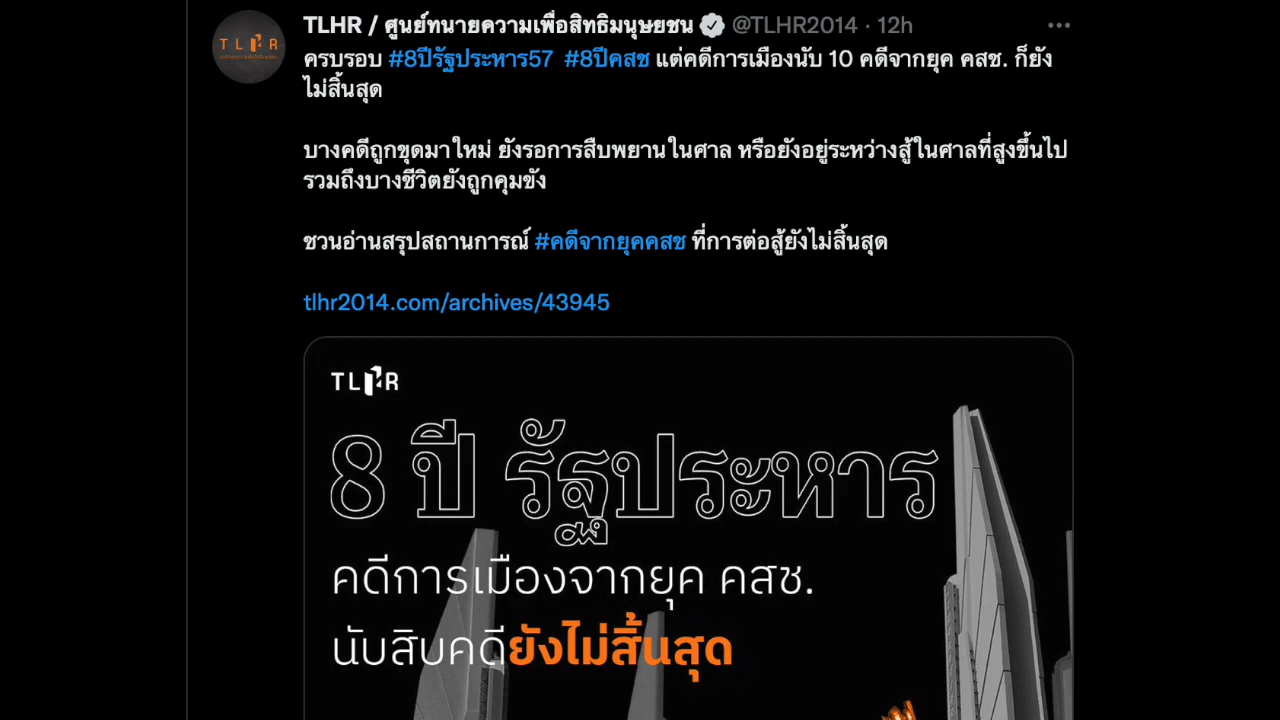 TLHR / ศูนย์ทนายความเพื่อสิทธิมนุษยชน @TLHR2014 · 12h
ครบรอบ #8ปีรัฐประหาร57 #8ปีคสช แต่คดีการเมืองนับ 10 คดีจากยุค คสช. ก็ยัง
ไม่สิ้นสุด
บางคดีถูกขุดมาใหม่ ยังรอการสืบพยานในศาล หรือยังอยู่ระหว่างสู้ในศาลที่สูงขึ้นไป
รวมถึงบางชีวิตยังถูกคุมขัง
ชวนอ่านสรุปสถานการณ์ #คดีจากยุคคสช ที่การต่อสู้ยังไม่สิ้นสุด
tlhr2014.com/archives/43945
TLHR
8 ปี รัฐประหาร
คดีการเมืองจากยุค คสช.
นับสิบคดียังไม่สิ้นสุด